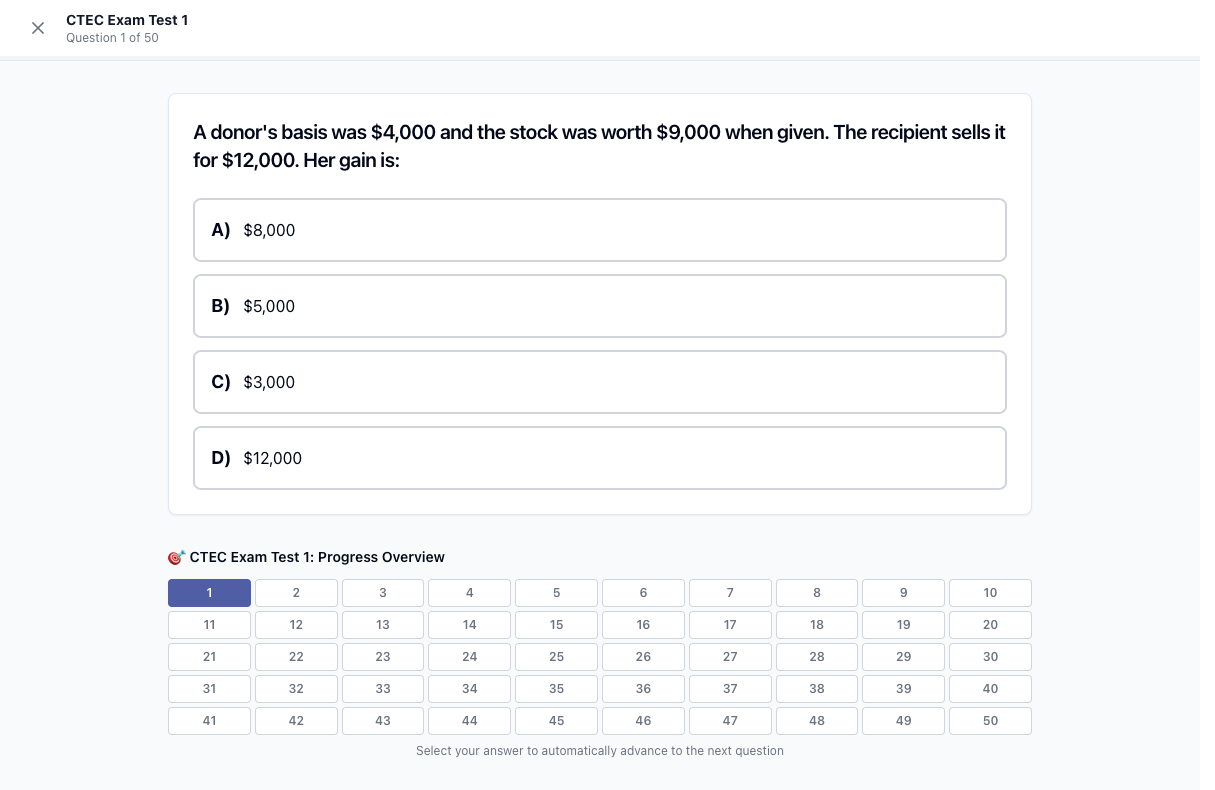 CTEC Exam Test 1
Question 1 of 50
A donor's basis was $4,000 and the stock was worth $9,000 when given. The recipient sells it
for $12,000. Her gain is:
A) $8,000
B) $5,000
C) $3,000
D) $12,000
CTEC Exam Test 1: Progress Overview
1 2 3 4 5 6 7 8 9 10
11 12 13 14 15 16 17 18 19 20
21 22 23 24 25 26 27 28 29 30
31 32 33 34 35 36 37 38 39 40
41 42 43 44 45 46 47 48 49 50
Select your answer to automatically advance to the next question